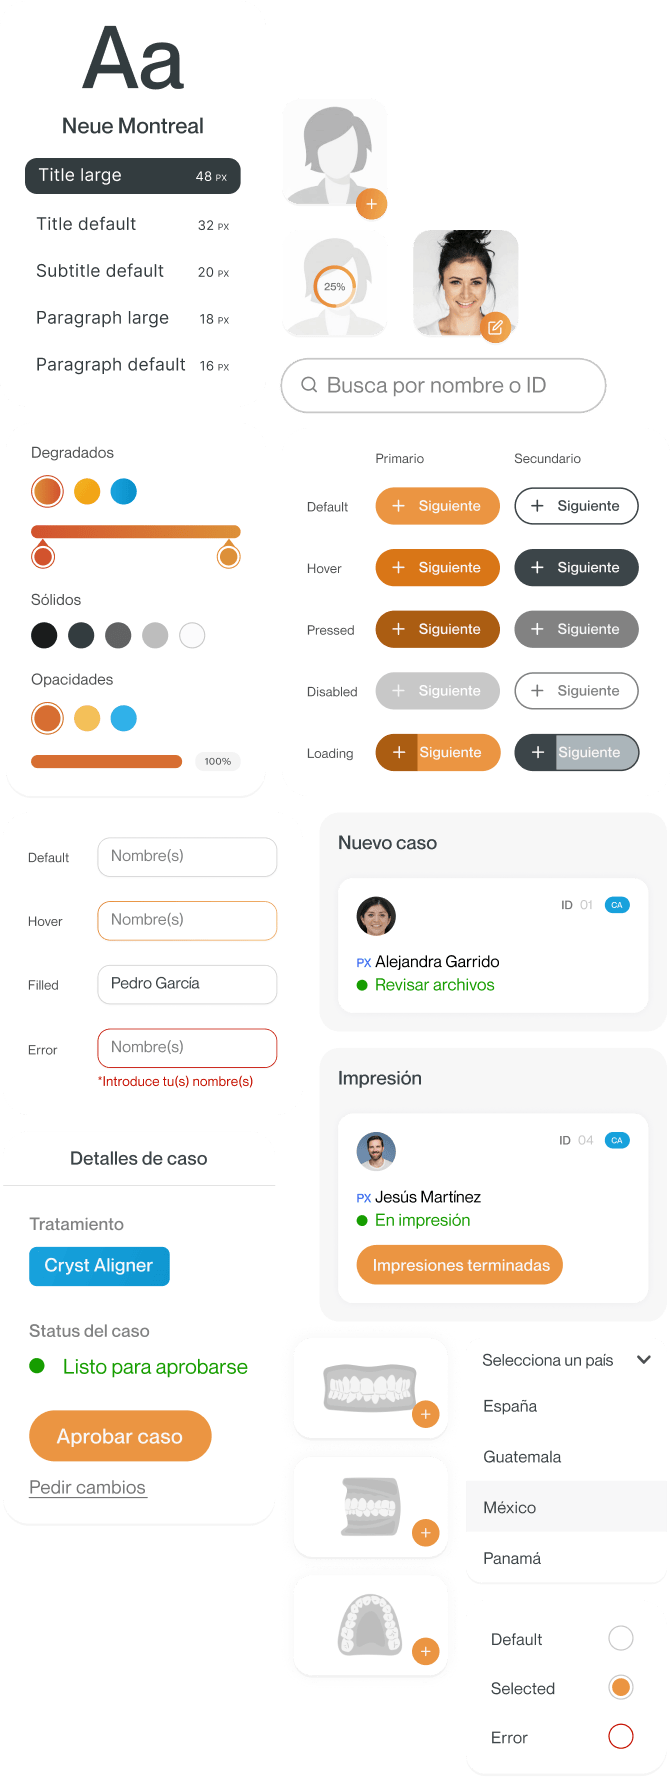 Aa
Neue Montreal
Title large 48 PX
Title default 32 PX
Subtitle default 20 PX
Paragraph large 18 PX
Paragraph default 16 PX
25%
Busca por nombre o ID
Degradados
Sólidos
Opacidades
100%
Primario Secundario
Default Siguiente Siguiente
Hover Siguiente Siguiente
Pressed Siguiente Siguiente
Disabled Siguiente Siguiente
Loading Siguiente Siguiente
Default Nombre(s)
Hover Nombre(s)
Filled Pedro García
Error Nombre(s)
*Introduce tu(s) nombre(s)
Nuevo caso
ID 01 CA
PX Alejandra Garrido
Revisar archivos
Impresión
ID 04 CA
PX Jesús Martínez
En impresión
Impresiones terminadas
Detalles de caso
Tratamiento
Cryst Aligner
Status del caso
Listo para aprobarse
Aprobar caso
Pedir cambios
Selecciona un país
España
Guatemala
México
Panamá
Default
Selected
Error